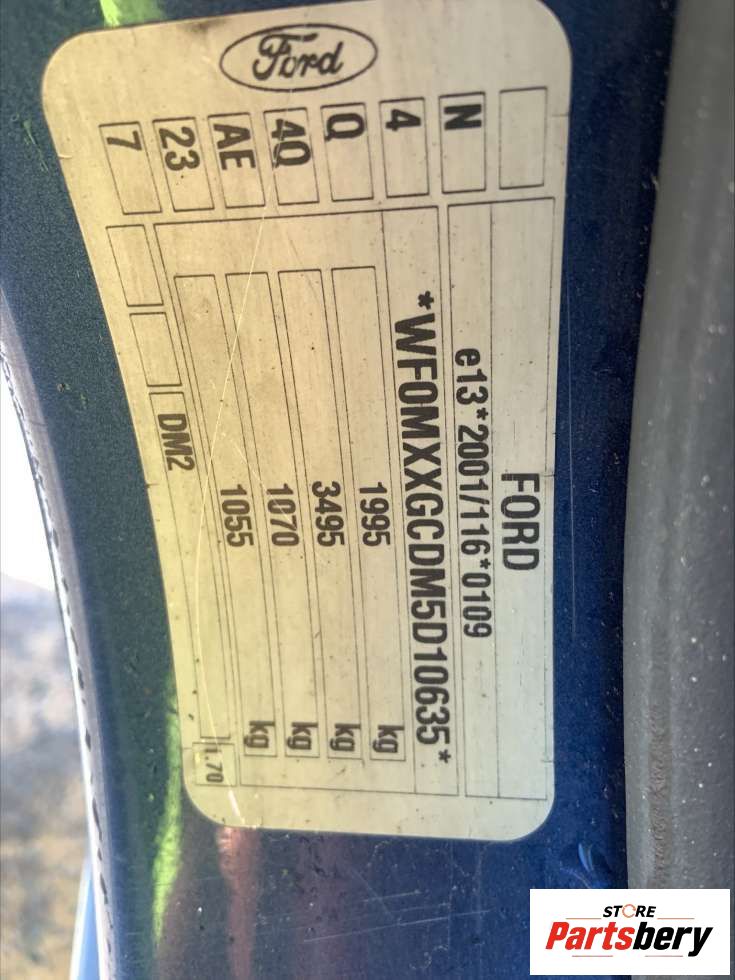 Ford
FORD
e13*2001/116*0109
*WF0MXXGCDM5D10635*
1995 kg
3495 kg
1070 kg
1055 kg
1.70
DM2
N
4
Q
4Q
AE
23
7
STORE
Partsbery